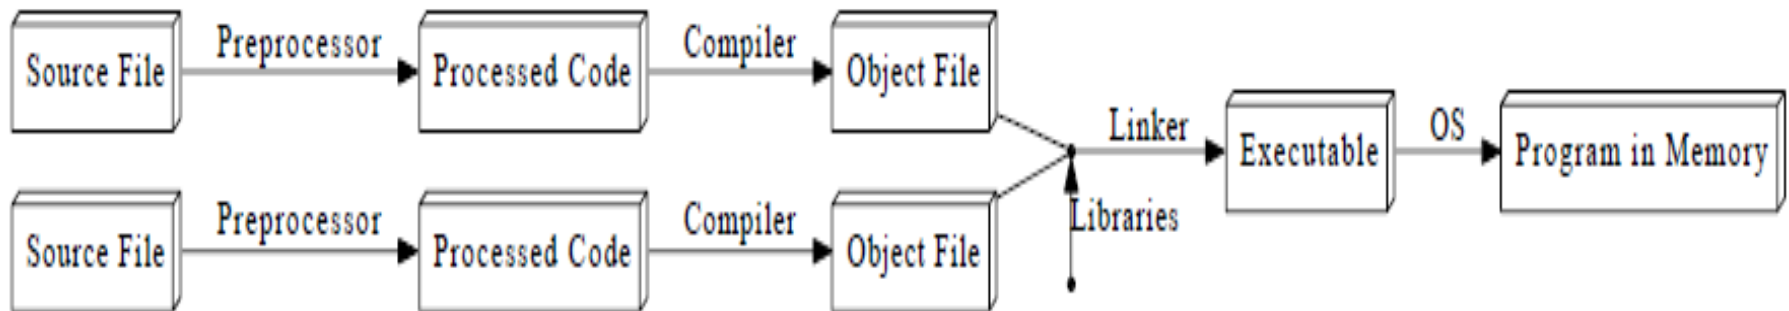 Source File
Preprocessor
Processed Code
Compiler
Object File
Source File
Preprocessor
Processed Code
Compiler
Object File
Libraries
Linker
Executable
OS
Program in Memory